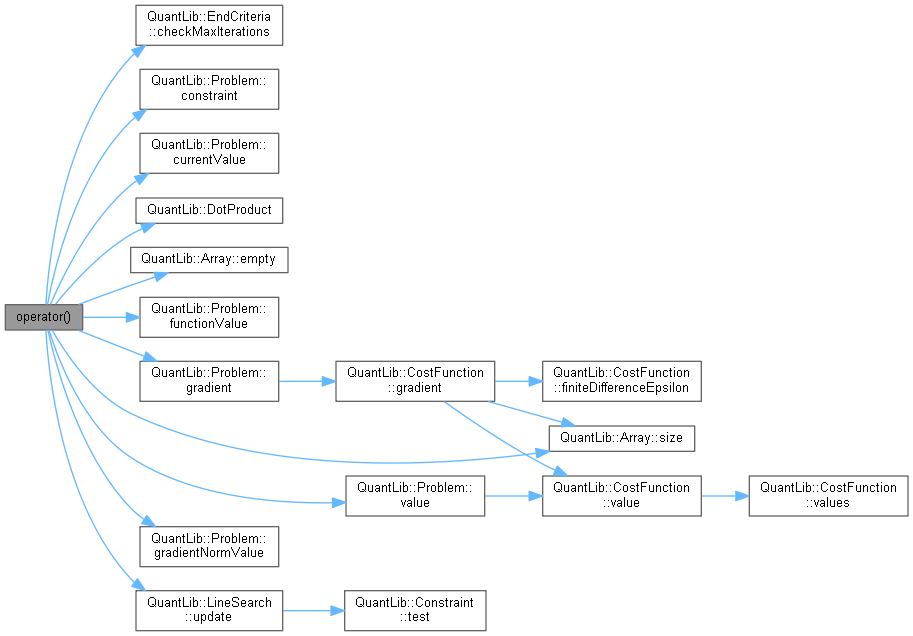 QuantLib::EndCriteria
::checkMaxIterations
QuantLib::Problem::
constraint
QuantLib::Problem::
currentValue
QuantLib::DotProduct
QuantLib::Array::empty
operator()
QuantLib::Problem::
functionValue
QuantLib::Problem::
gradient
QuantLib::CostFunction
::gradient
QuantLib::CostFunction
::finiteDifferenceEpsilon
QuantLib::Array::size
QuantLib::Problem::
value
QuantLib::CostFunction
::value
QuantLib::CostFunction
::values
QuantLib::Problem::
gradientNormValue
QuantLib::LineSearch
::update
QuantLib::Constraint
::test